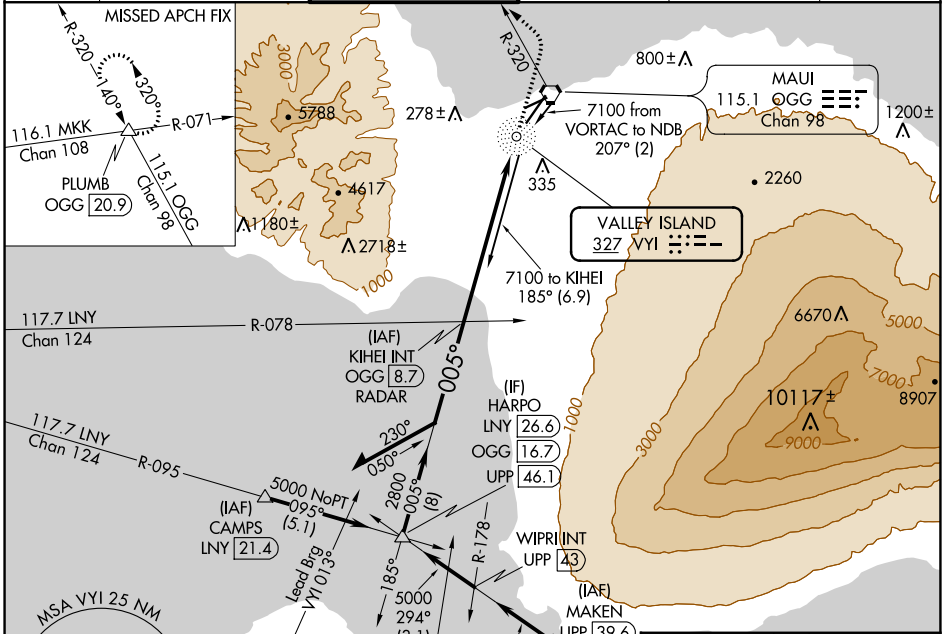 MISSED APCH FIX
R-320
140°
320°
R-071
116.1 MKK
Chan 108
PLUMB
OGG 20.9
115.1 OGG
Chan 98
3000
5788
4617
1180±
2718±
1000
278±
R-320
800±
MAUI
115.1 OGG
Chan 98
1200±
7100 from
VORTAC to NDB
207° (2)
335
2260
VALLEY ISLAND
327 VYI
7100 to KIHEI
185° (6.9)
117.7 LNY
Chan 124
R-078
(IAF)
KIHEI INT
OGG 8.7
RADAR
005°
6670
5000
7000
8907
10117±
9000
1000
3000
(IF)
HARPO
LNY 26.6
OGG 16.7
UPP 46.1
230°
050°
117.7 LNY
Chan 124
R-095
5000 NoPT
095°
(5.1)
(IAF)
CAMPS
LNY 21.4
2800
005°
(8)
R-178
WIPRI INT
UPP 43
Lead Brg
VYI 013°
185°
5000
294°
(3.1)
(IAF)
MAKEN
UPP 39.6
MSA VYI 25 NM